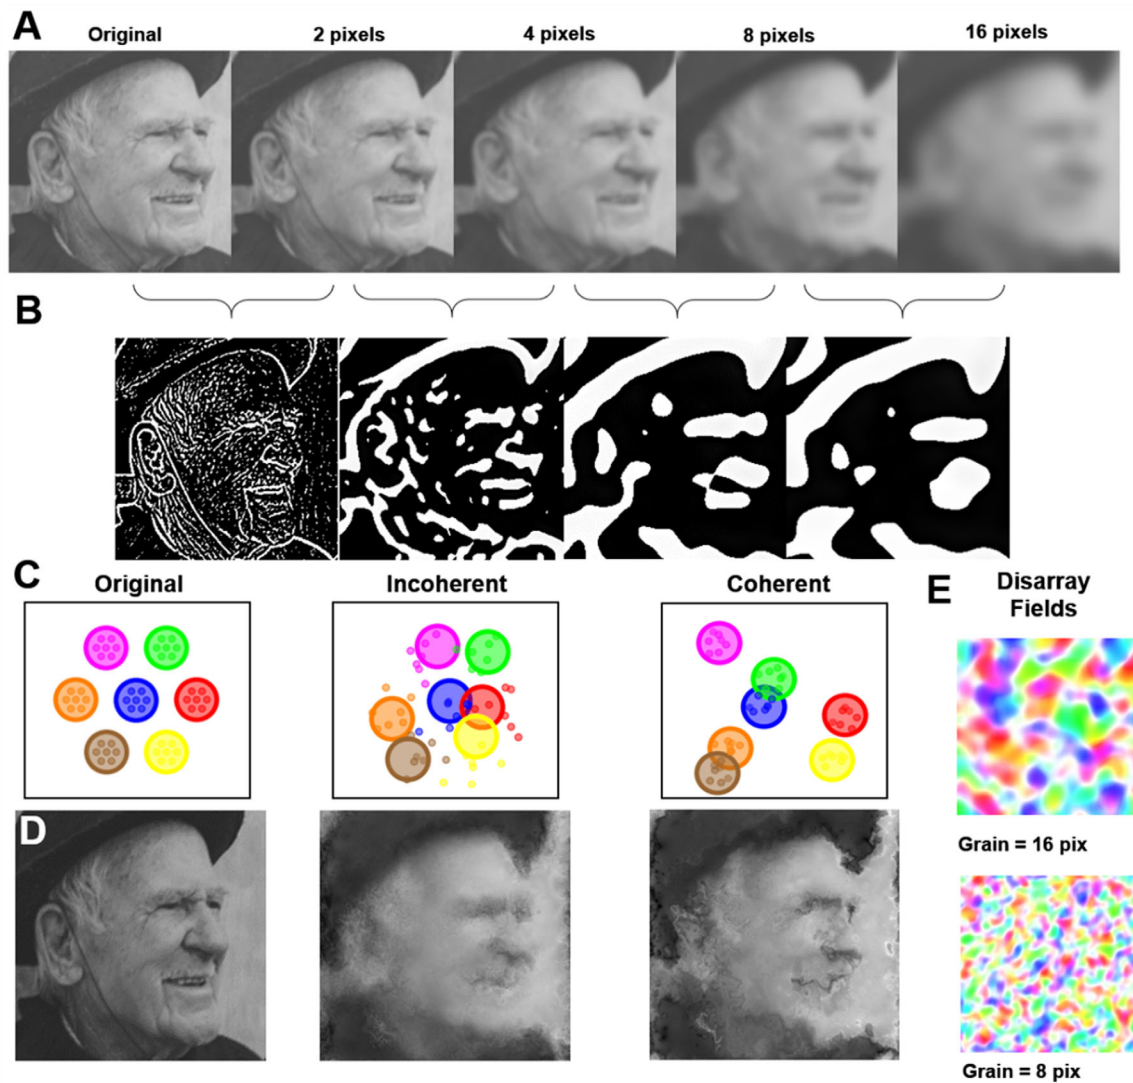 A
Original
2 pixels
4 pixels
8 pixels
16 pixels
B
C
Original
Incoherent
Coherent
E
Disarray
Fields
D
Grain = 16 pix
Grain = 8 pix